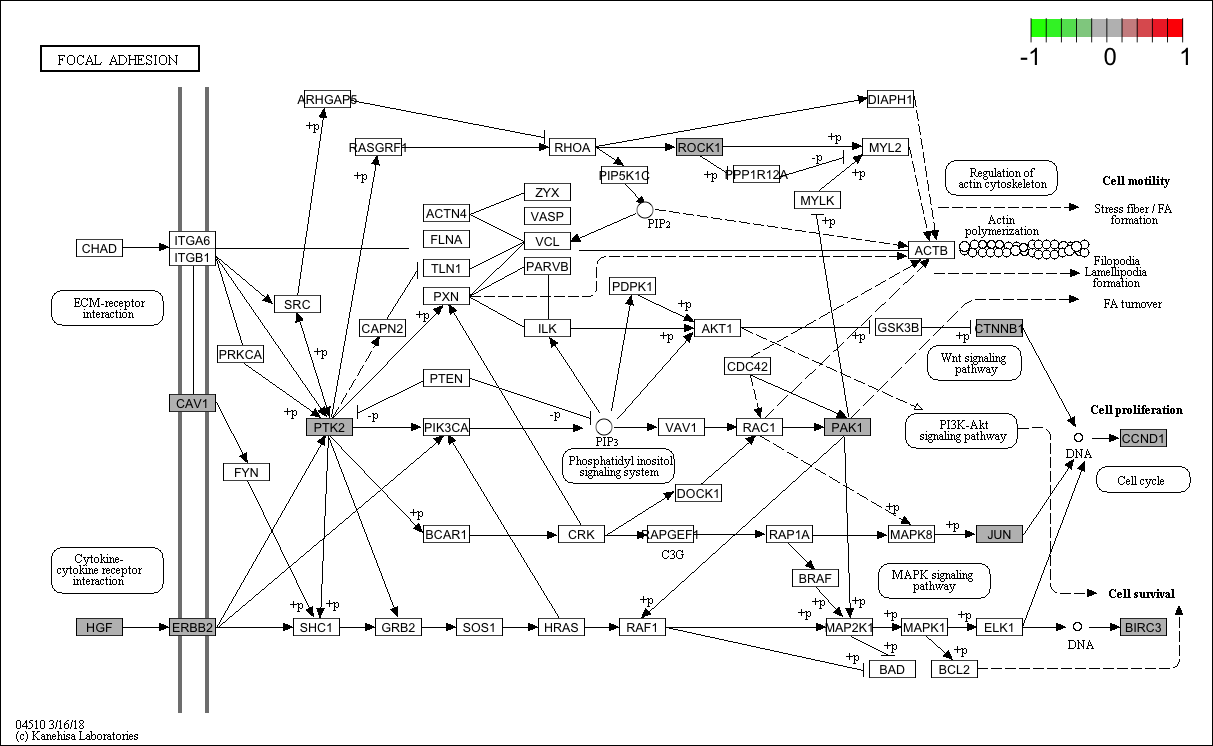 FOCAL ADHESION
-1 0 1
ARHGAP5
DIAPH1
+p
RASGRF1
RHOA
ROCK1
+p
MYL2
+p
PIP5K1C
+p
PPP1R12A
-p
+p
ZYX
MYLK
Regulation of
actin cytoskeleton
Cell motility
ACTN4
VASP
PIP2
+p
Stress fiber / FA
formation
CHAD
ITGA6
ITGB1
FLNA
VCL
ACTB
Actin
polymerization
TLN1
PARVB
Filopodia
Lamellipodia
formation
ECM-receptor
interaction
SRC
PXN
PDPK1
+p
FA turnover
+p
CAPN2
ILK
+p
AKT1
+p
GSK3B
+p
CTNNB1
PRKCA
+p
CDC42
Wnt signaling
pathway
PTEN
CAV1
+p
-p
-p
PTK2
PIK3CA
PIP3
VAV1
RAC1
PAK1
PI3K-Akt
signaling pathway
Cell proliferation
CCND1
DNA
FYN
Phosphatidyl inositol
signaling system
Cell cycle
DOCK1
+p
+p
BCAR1
CRK
RAPGEF1
C3G
RAP1A
MAPK8
+p
JUN
Cytokine-
cytokine receptor
interaction
BRAF
MAPK signaling
pathway
Cell survival
+p
+p
+p
+p
+p
+p
+p
HGF
ERBB2
SHC1
GRB2
SOS1
HRAS
RAF1
MAP2K1
MAPK1
ELK1
DNA
BIRC3
+p
+p
+p
BAD
BCL2
04510 3/16/18
(c) Kanehisa Laboratories